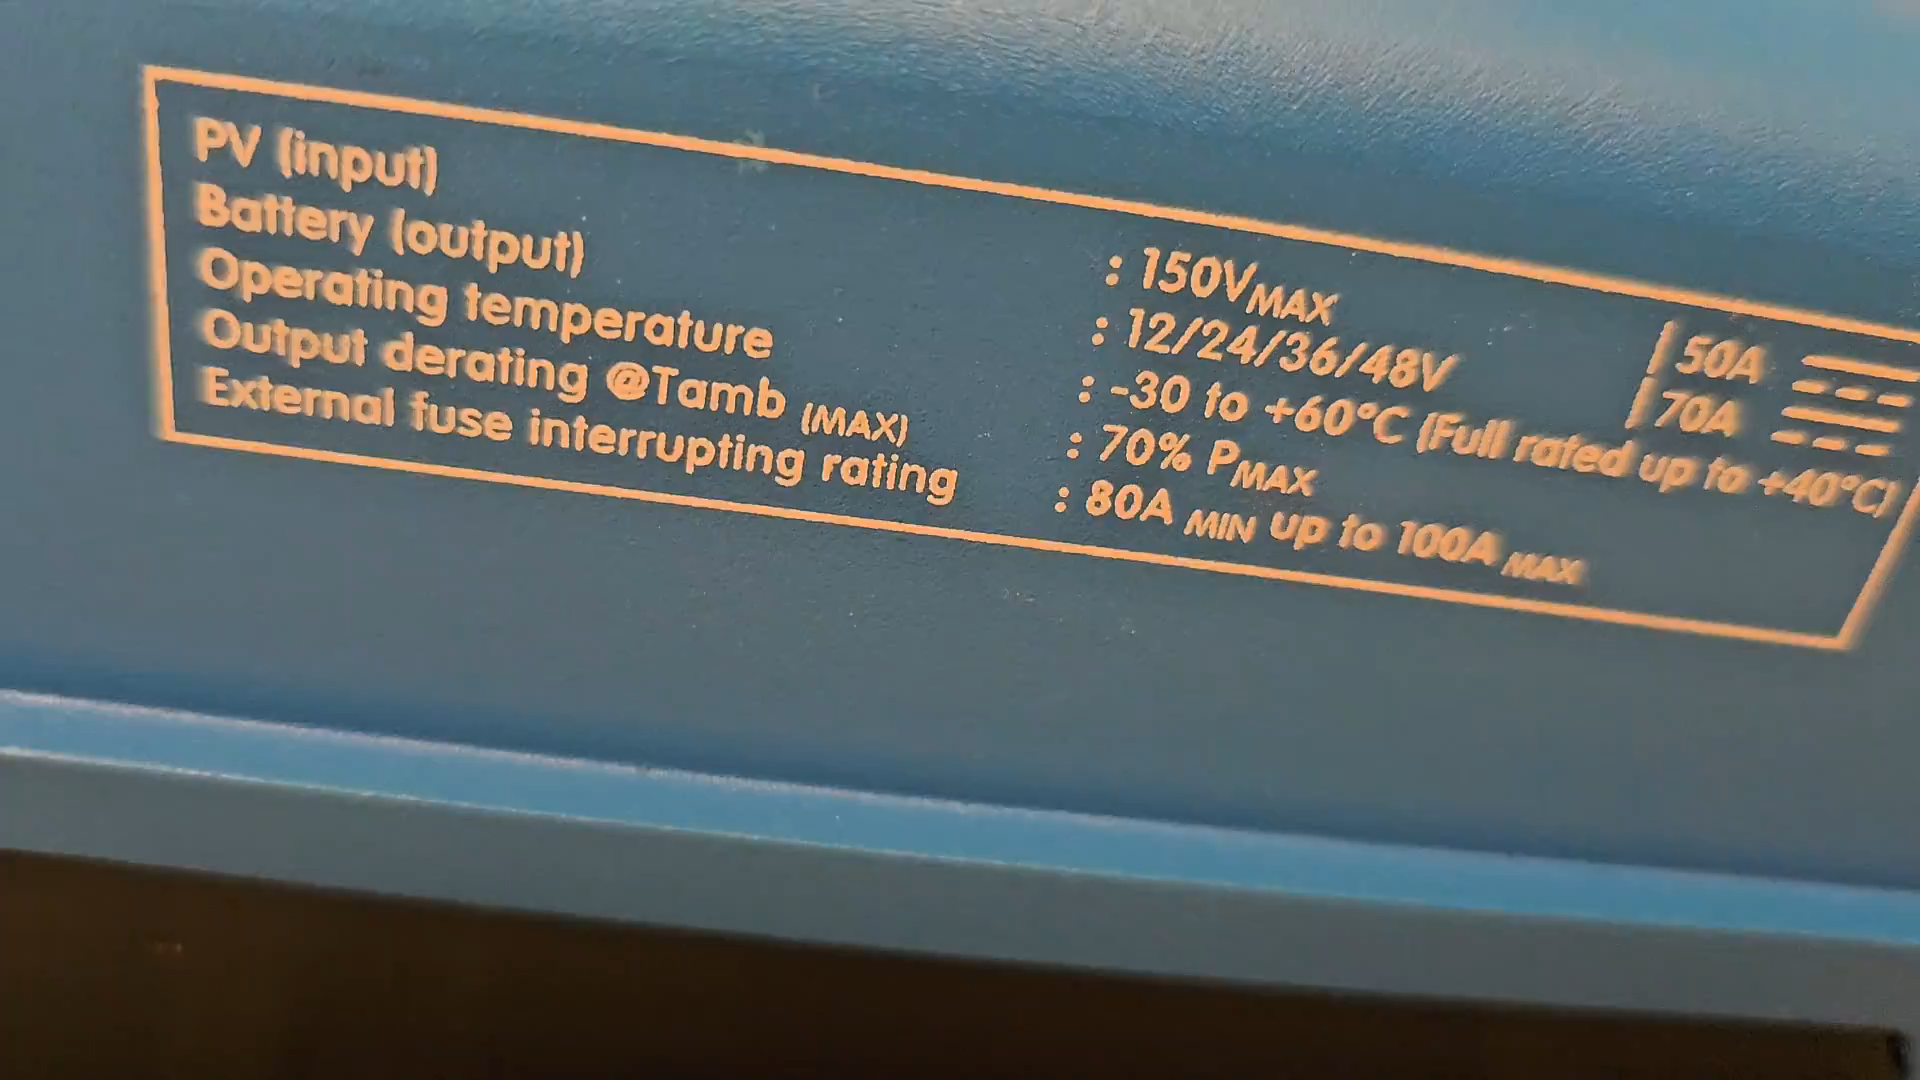 PV (input) : 150VMAX | 50A
Battery (output) : 12/24/36/48V | 70A
Operating temperature : -30 to +60°C (Full rated up to +40°C)
Output derating @Tamb (MAX) : 70% PMAX
External fuse interrupting rating : 80A MIN up to 100A MAX